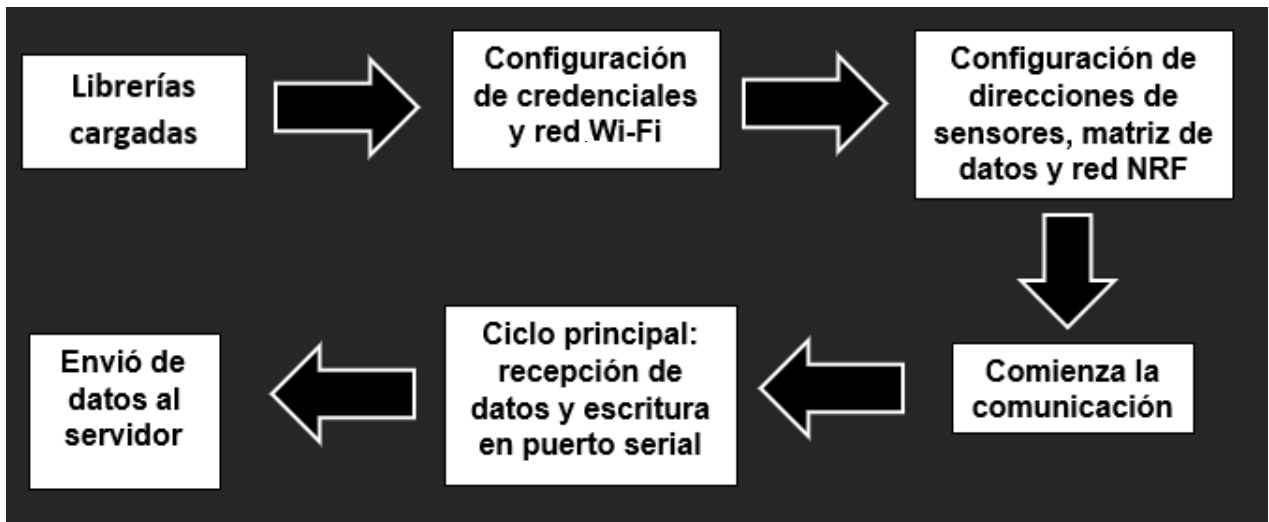 Librerías
cargadas
Configuración
de credenciales
y red Wi-Fi
Configuración de
direcciones de
sensores, matriz de
datos y red NRF
Comienza la
comunicación
Ciclo principal:
recepción de
datos y escritura
en puerto serial
Envió de
datos al
servidor